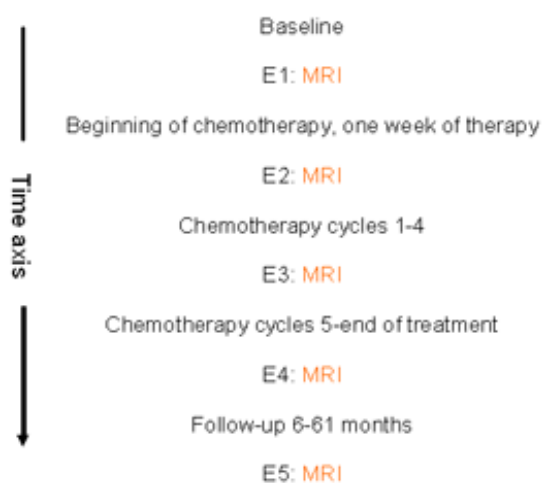 Baseline
E1: MRI
Beginning of chemotherapy, one week of therapy
E2: MRI
Time axis
Chemotherapy cycles 1-4
E3: MRI
Chemotherapy cycles 5-end of treatment
E4: MRI
Follow-up 6-61 months
E5: MRI